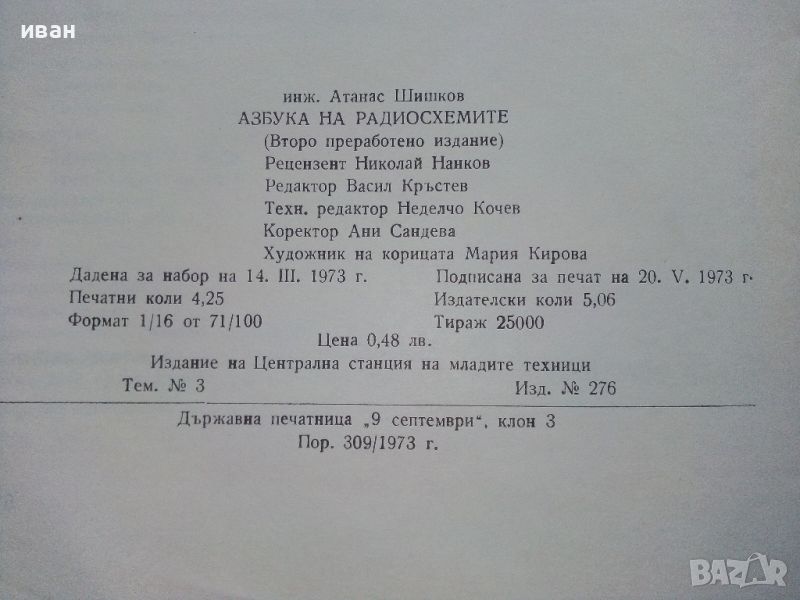 иван
инж. Атанас Шишков
АЗБУКА НА РАДИОСХЕМИТЕ
(Второ преработено издание)
Рецензент Николай Нанков
Редактор Васил Кръстев
Техн. редактор Неделчо Кочев
Коректор Ани Сандева
Художник на корицата Мария Кирова
Дадена за набор на 14. III. 1973 г. Подписана за печат на 20. V. 1973 г.
Печатни коли 4,25 Издателски коли 5,06
Формат 1/16 от 71/100 Тираж 25000
Цена 0,48 лв.
Издание на Централна станция на младите техници
Тем. № 3 Изд. № 276
Държавна печатница „9 септември“, клон 3
Пор. 309/1973 г.
BAZAR